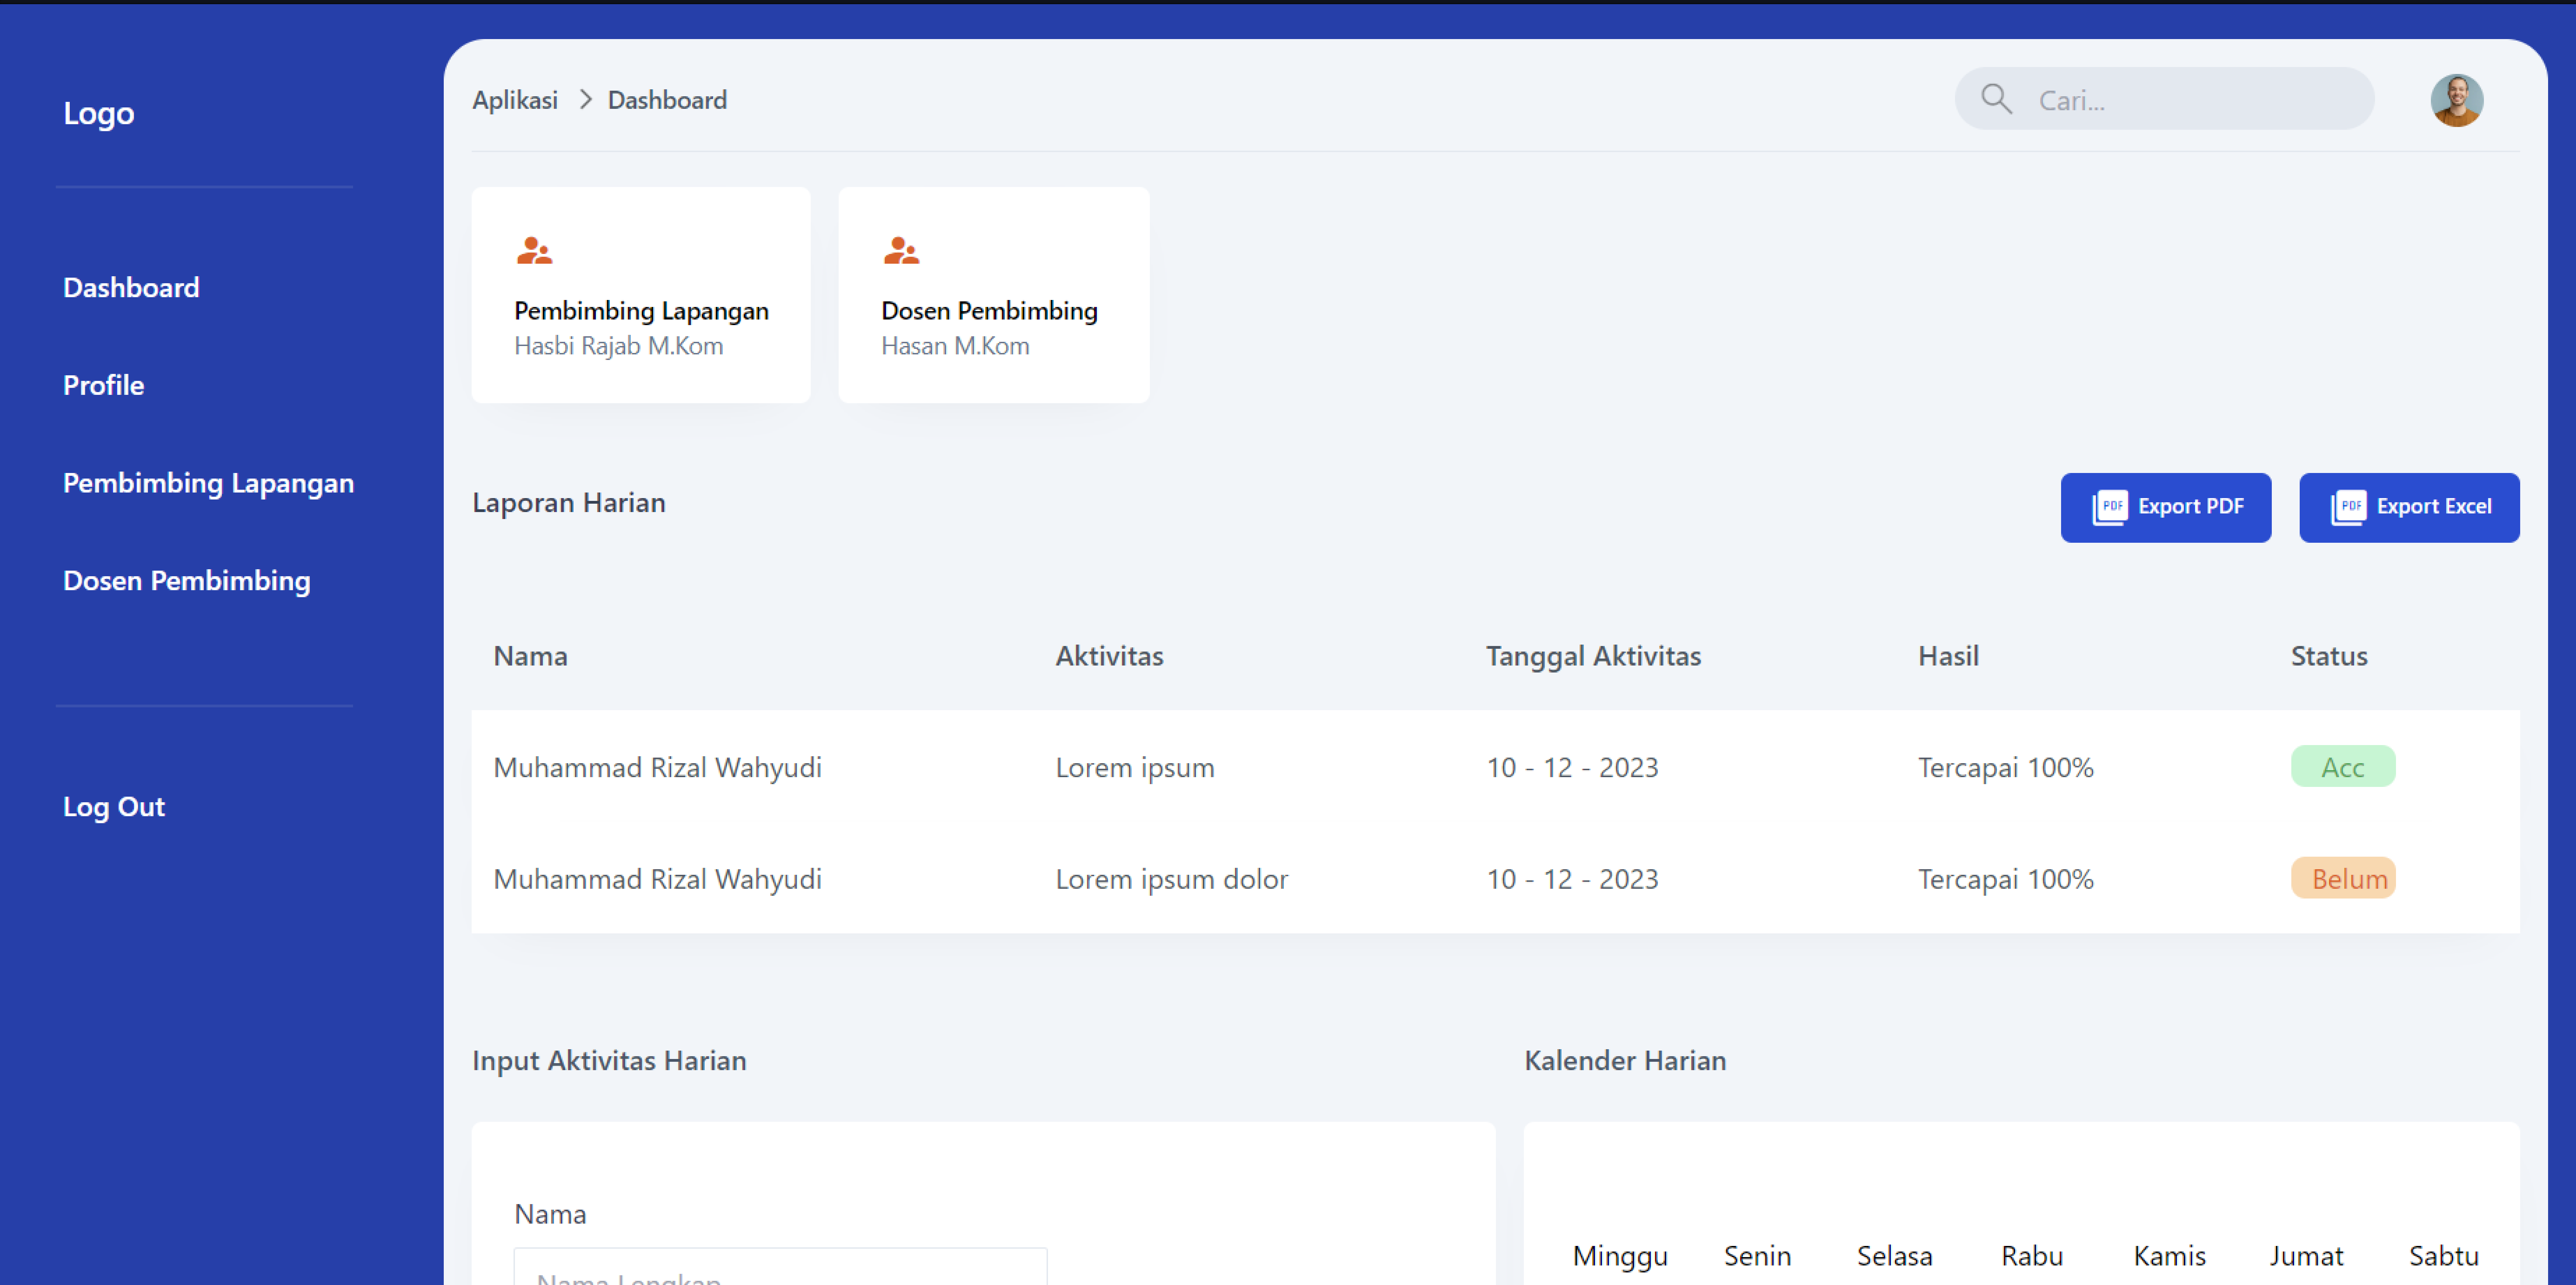 Logo
Dashboard
Profile
Pembimbing Lapangan
Dosen Pembimbing
Log Out
Aplikasi > Dashboard
Cari...
Pembimbing Lapangan
Hasbi Rajab M.Kom
Dosen Pembimbing
Hasan M.Kom
Laporan Harian
PDF Export PDF
PDF Export Excel
Nama Aktivitas Tanggal Aktivitas Hasil Status
Muhammad Rizal Wahyudi Lorem ipsum 10 - 12 - 2023 Tercapai 100% Acc
Muhammad Rizal Wahyudi Lorem ipsum dolor 10 - 12 - 2023 Tercapai 100% Belum
Input Aktivitas Harian
Nama
Nama Lengkap
Kalender Harian
Minggu Senin Selasa Rabu Kamis Jumat Sabtu